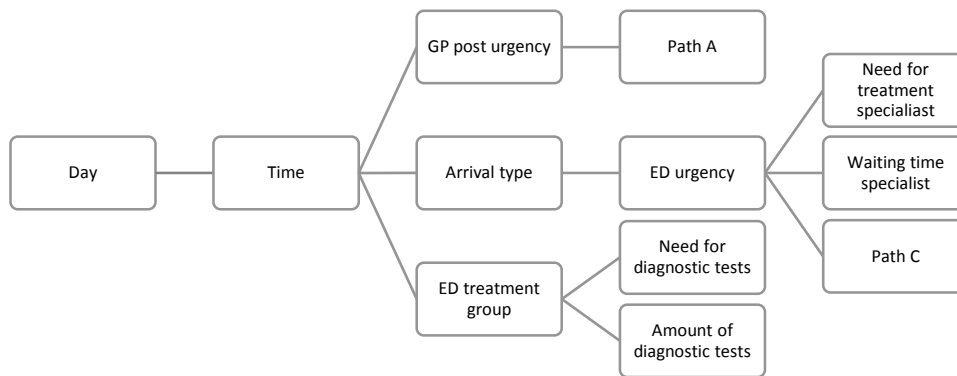 Day
Time
GP post urgency
Path A
Arrival type
ED urgency
Need for
treatment
specialiast
Waiting time
specialist
Path C
ED treatment
group
Need for
diagnostic tests
Amount of
diagnostic tests